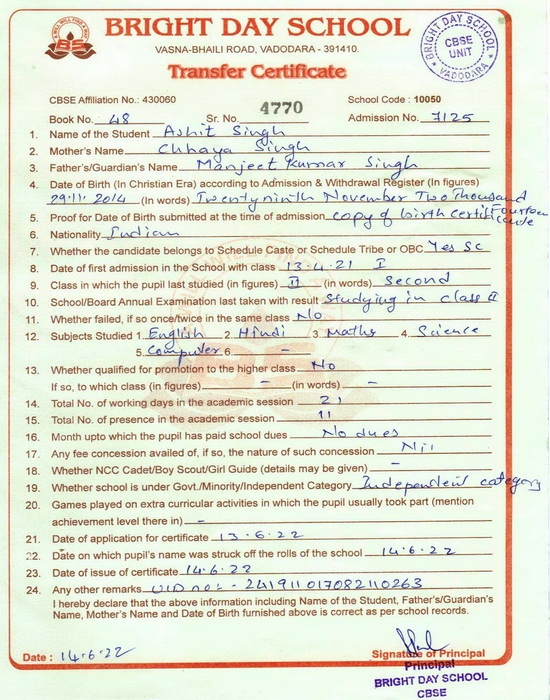 BRIGHT DAY SCHOOL
VASNA-BHAILI ROAD, VADODARA - 391410.
Transfer Certificate
BRIGHT DAY SCHOOL
CBSE
UNIT
VADODARA
CBSE Affiliation No.: 430060 School Code : 10050
Book No. 48 Sr. No. 4770 Admission No. 7125
1. Name of the Student Ashit Singh
2. Mother's Name Chhaya Singh
3. Father's/Guardian's Name Manjeet Kumar Singh
4. Date of Birth (In Christian Era) according to Admission & Withdrawal Register (In figures)
29.11.2014 (in Words) Twenty ninth November Two Thousand Fourteen
5. Proof for Date of Birth submitted at the time of admission copy of birth certificate
6. Nationality Indian
7. Whether the candidate belongs to Schedule Caste or Schedule Tribe or OBC Yes SC
8. Date of first admission in the School with class 13.4.21 I
9. Class in which the pupil last studied (in figures) II (in words) Second
10. School/Board Annual Examination last taken with result Studying in class II
11. Whether failed, if so once/twice in the same class No
12. Subjects Studied 1. English 2. Hindi 3. Maths 4. Science
5. Computer 6. -
13. Whether qualified for promotion to the higher class No
If so, to which class (in figures) - (in words) -
14. Total No. of working days in the academic session 21
15. Total No. of presence in the academic session 11
16. Month upto which the pupil has paid school dues No dues
17. Any fee concession availed of, if so, the nature of such concession Nil
18. Whether NCC Cadet/Boy Scout/Girl Guide (details may be given) -
19. Whether school is under Govt./Minority/Independent Category Independent category
20. Games played on extra curricular activities in which the pupil usually took part (mention
achievement level there in) -
21. Date of application for certificate 13.6.22
22. Date on which pupil's name was struck off the rolls of the school 14.6.22
23. Date of issue of certificate 14.6.22
24. Any other remarks UID no: - 241911017082110263
I hereby declare that the above information including Name of the Student, Father's/Guardian's
Name, Mother's Name and Date of Birth furnished above is correct as per school records.
Date : 14.6.22 Signature of Principal
Principal
BRIGHT DAY SCHOOL
CBSE